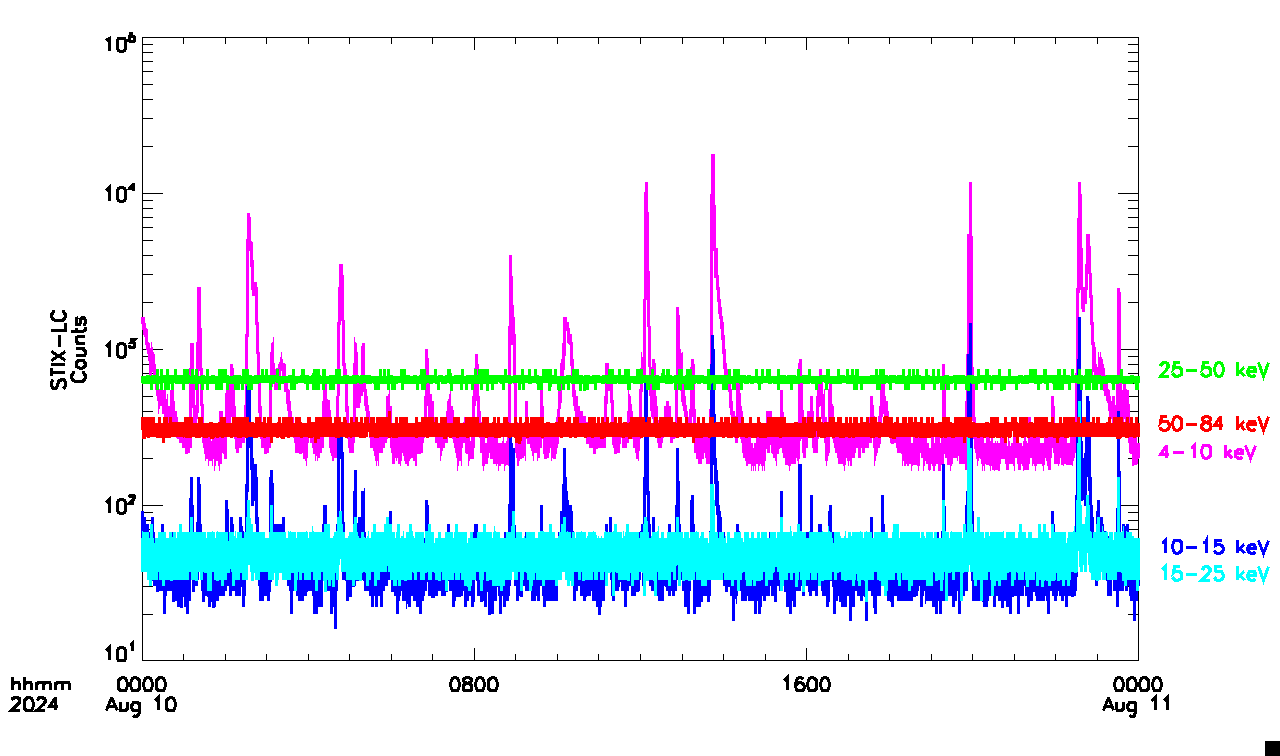 10⁶
10⁴
10³
10²
10¹
STIX-LC
Counts
25-50 keV
50-84 keV
4-10 keV
10-15 keV
15-25 keV
hhmm 0000 0800 1600 0000
2024 Aug 10 Aug 11